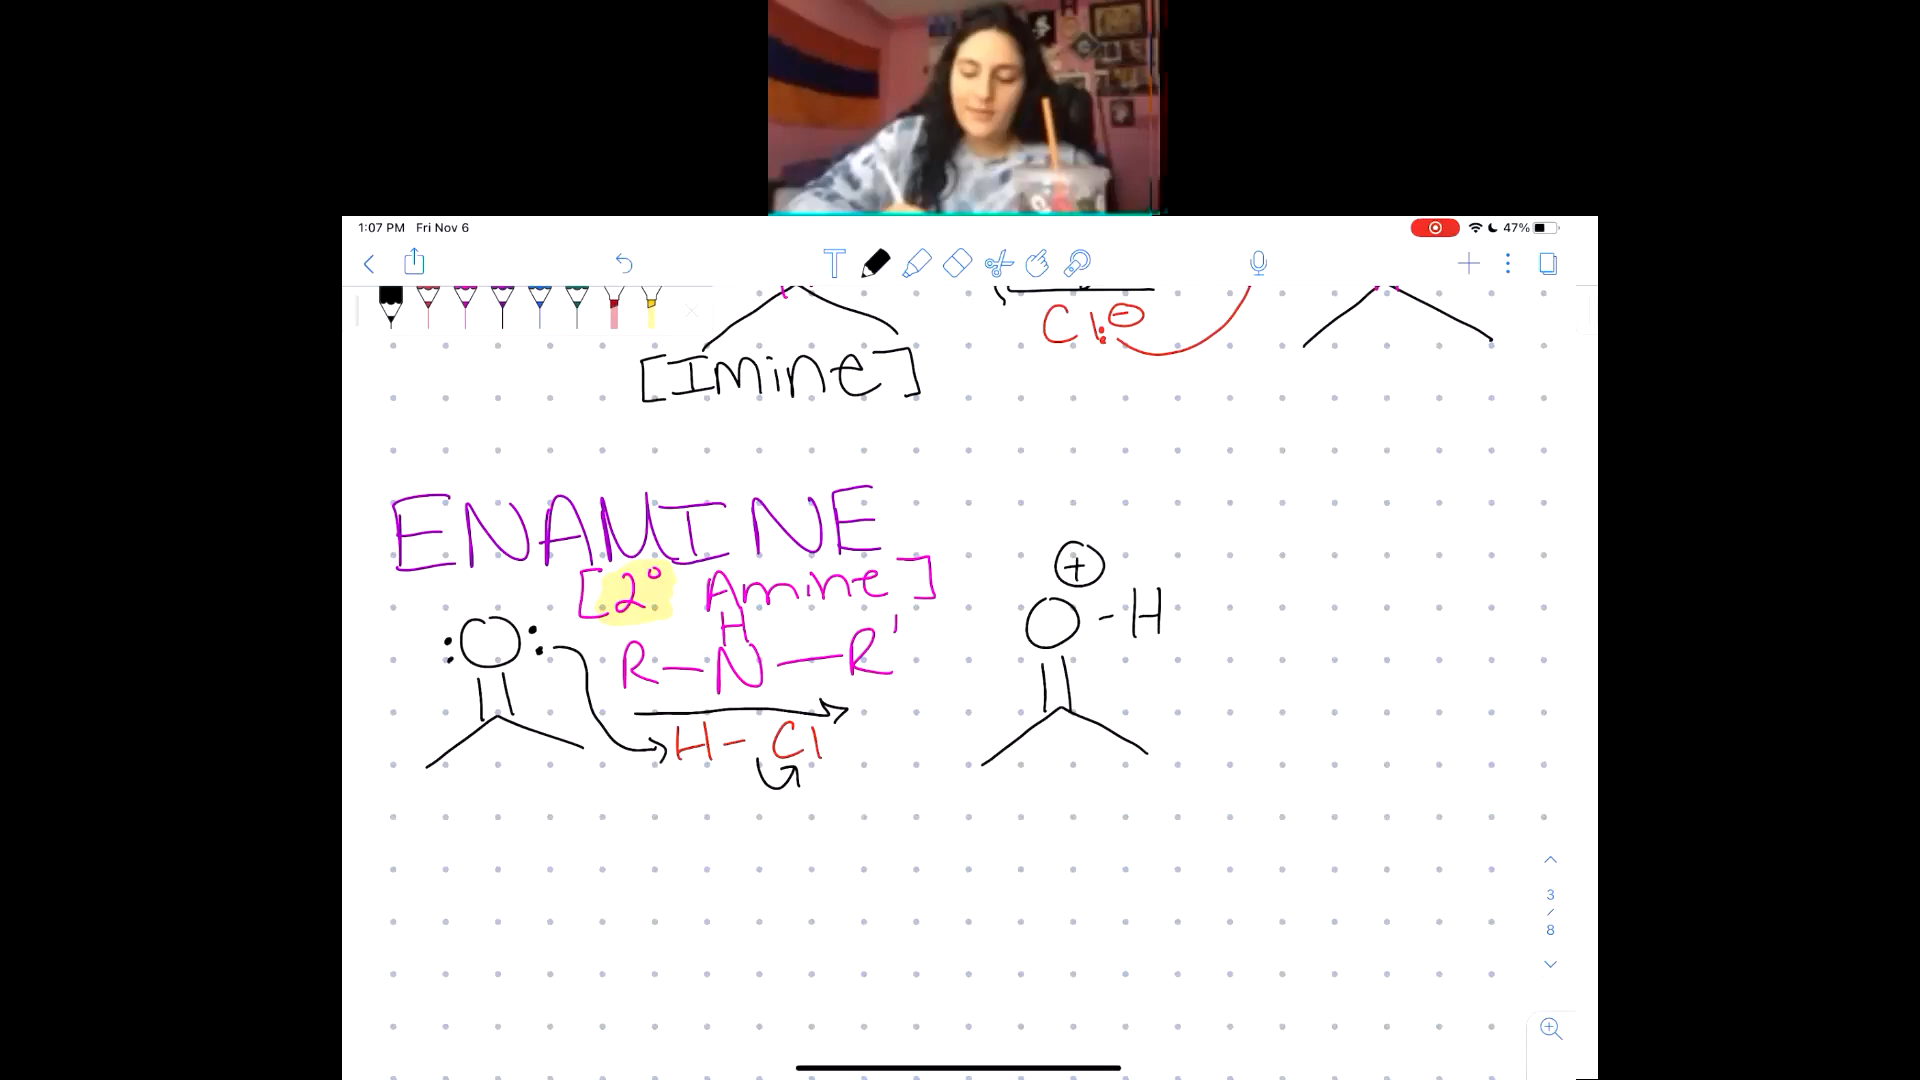 1:07 PM Fri Nov 6
47%
T
Cl:⊖
[Imine]
ENAMINE
[2° Amine]
H
R—N—R'
:O:
H-Cl
⊕
O-H
3
/
8